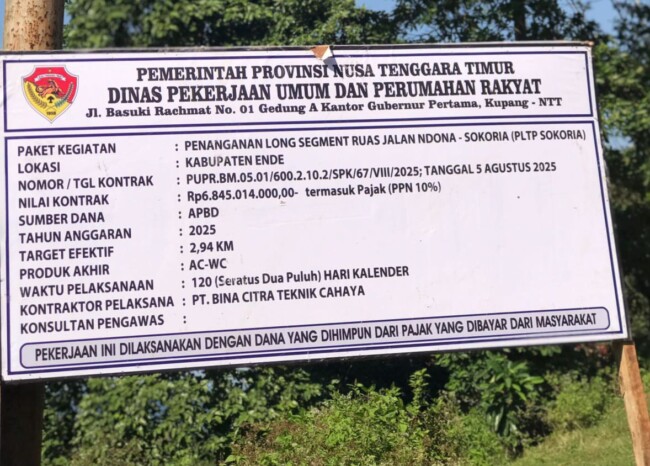 PEMERINTAH PROVINSI NUSA TENGGARA TIMUR
DINAS PEKERJAAN UMUM DAN PERUMAHAN RAKYAT
Jl. Basuki Rachmat No. 01 Gedung A Kantor Gubernur Pertama, Kupang - NTT
PAKET KEGIATAN : PENANGANAN LONG SEGMENT RUAS JALAN NDONA - SOKORIA (PLTP SOKORIA)
LOKASI : KABUPATEN ENDE
NOMOR / TGL KONTRAK : PUPR.BM.05.01/600.2.10.2/SPK/67/VIII/2025; TANGGAL 5 AGUSTUS 2025
NILAI KONTRAK : Rp6.845.014.000,00- termasuk Pajak (PPN 10%)
SUMBER DANA : APBD
TAHUN ANGGARAN : 2025
TARGET EFEKTIF : 2,94 KM
PRODUK AKHIR : AC-WC
WAKTU PELAKSANAAN : 120 (Seratus Dua Puluh) HARI KALENDER
KONTRAKTOR PELAKSANA : PT. BINA CITRA TEKNIK CAHAYA
KONSULTAN PENGAWAS :
PEKERJAAN INI DILAKSANAKAN DENGAN DANA YANG DIHIMPUN DARI PAJAK YANG DIBAYAR DARI MASYARAKAT